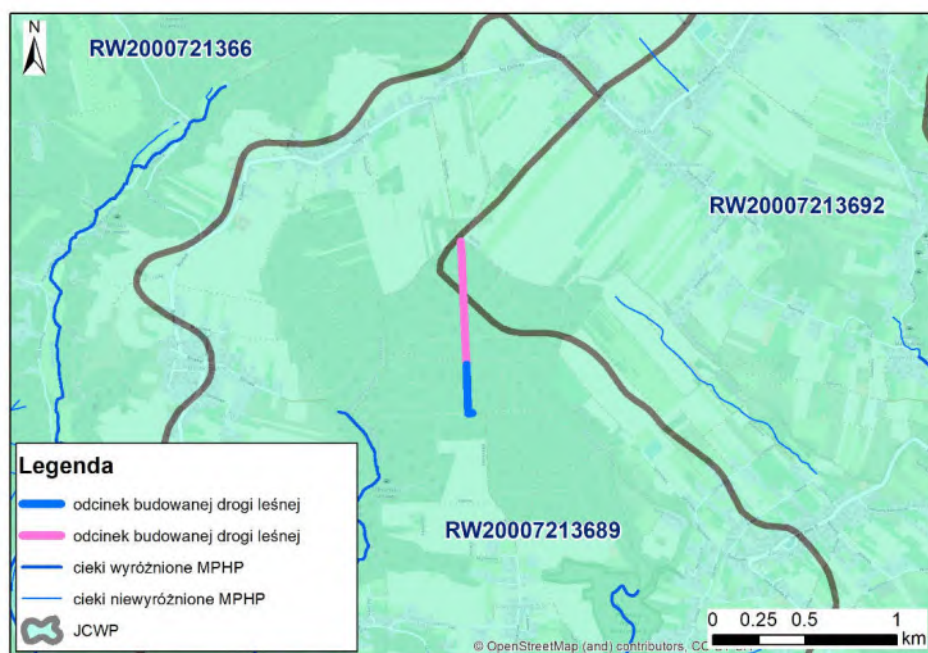 N
RW2000721366
RW20007213692
RW20007213689
Legenda
odcinek budowanej drogi leśnej
odcinek budowanej drogi leśnej
cieki wyróżnione MPHP
cieki niewyróżnione MPHP
JCWP
0 0.25 0.5 1
km
© OpenStreetMap (and) contributors,